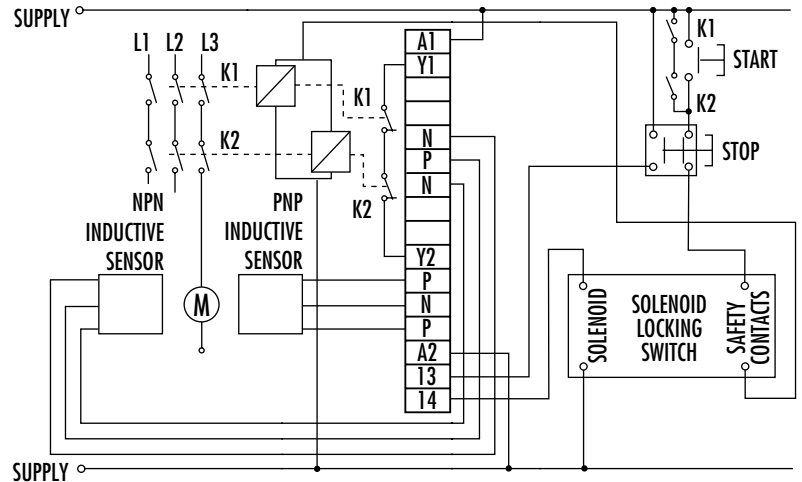 SUPPLY
L1 L2 L3
K1
K2
NPN
INDUCTIVE
SENSOR
M
PNP
INDUCTIVE
SENSOR
K1
K2
A1
Y1
N
P
N
Y2
P
N
P
A2
13
14
K1
START
K2
STOP
SOLENOID
SOLENOID
LOCKING
SWITCH
SAFETY
CONTACTS
SUPPLY